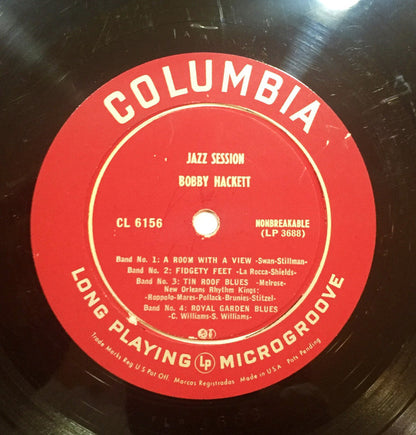 COLUMBIA
JAZZ SESSION
BOBBY HACKETT
CL 6156
NONBREAKABLE
(LP 3688)
Band No. 1: A ROOM WITH A VIEW -Swan-Stillman-
Band No. 2: FIDGETY FEET -La Rocca-Shields-
Band No. 3: TIN ROOF BLUES -Melrose-
New Orleans Rhythm Kings:
-Roppolo-Mares-Pollack-Brunies-Stitzel-
Band No. 4: ROYAL GARDEN BLUES
-C. Williams-S. Williams-
LONG PLAYING LP MICROGROOVE
Trade Marks Reg U S Pat Off. Marcas Registradas Made in U.S.A Pats Pending